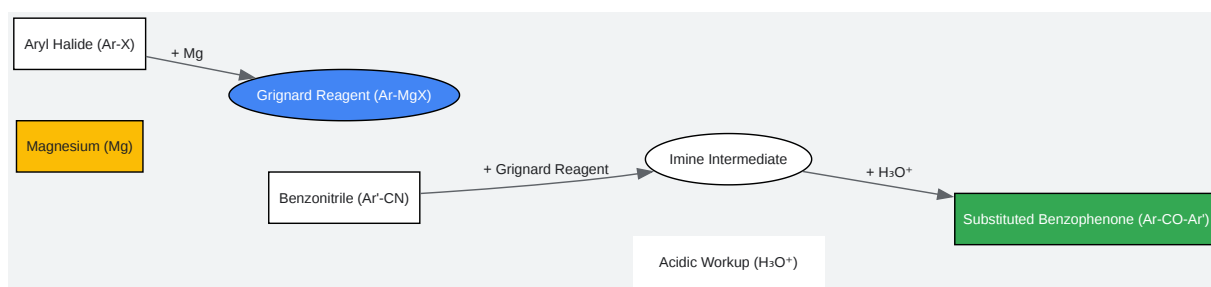 Aryl Halide (Ar-X)
+ Mg
Grignard Reagent (Ar-MgX)
Magnesium (Mg)
Benzonitrile (Ar'-CN)
+ Grignard Reagent
Imine Intermediate
+ H₃O⁺
Substituted Benzophenone (Ar-CO-Ar')
Acidic Workup (H₃O⁺)